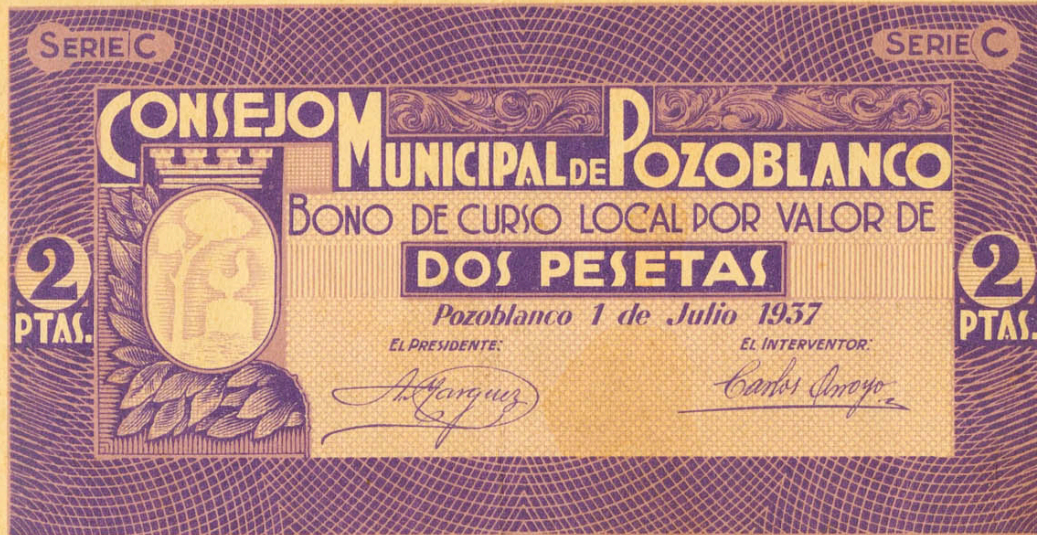 SERIE C
SERIE C
CONSEJO
MUNICIPAL DE POZOBLANCO
BONO DE CURSO LOCAL POR VALOR DE
DOS PESETAS
2
PTAS.
2
PTAS.
Pozoblanco 1 de Julio 1937
EL PRESIDENTE:
EL INTERVENTOR:
A. Marquez
Carlos Arroyo